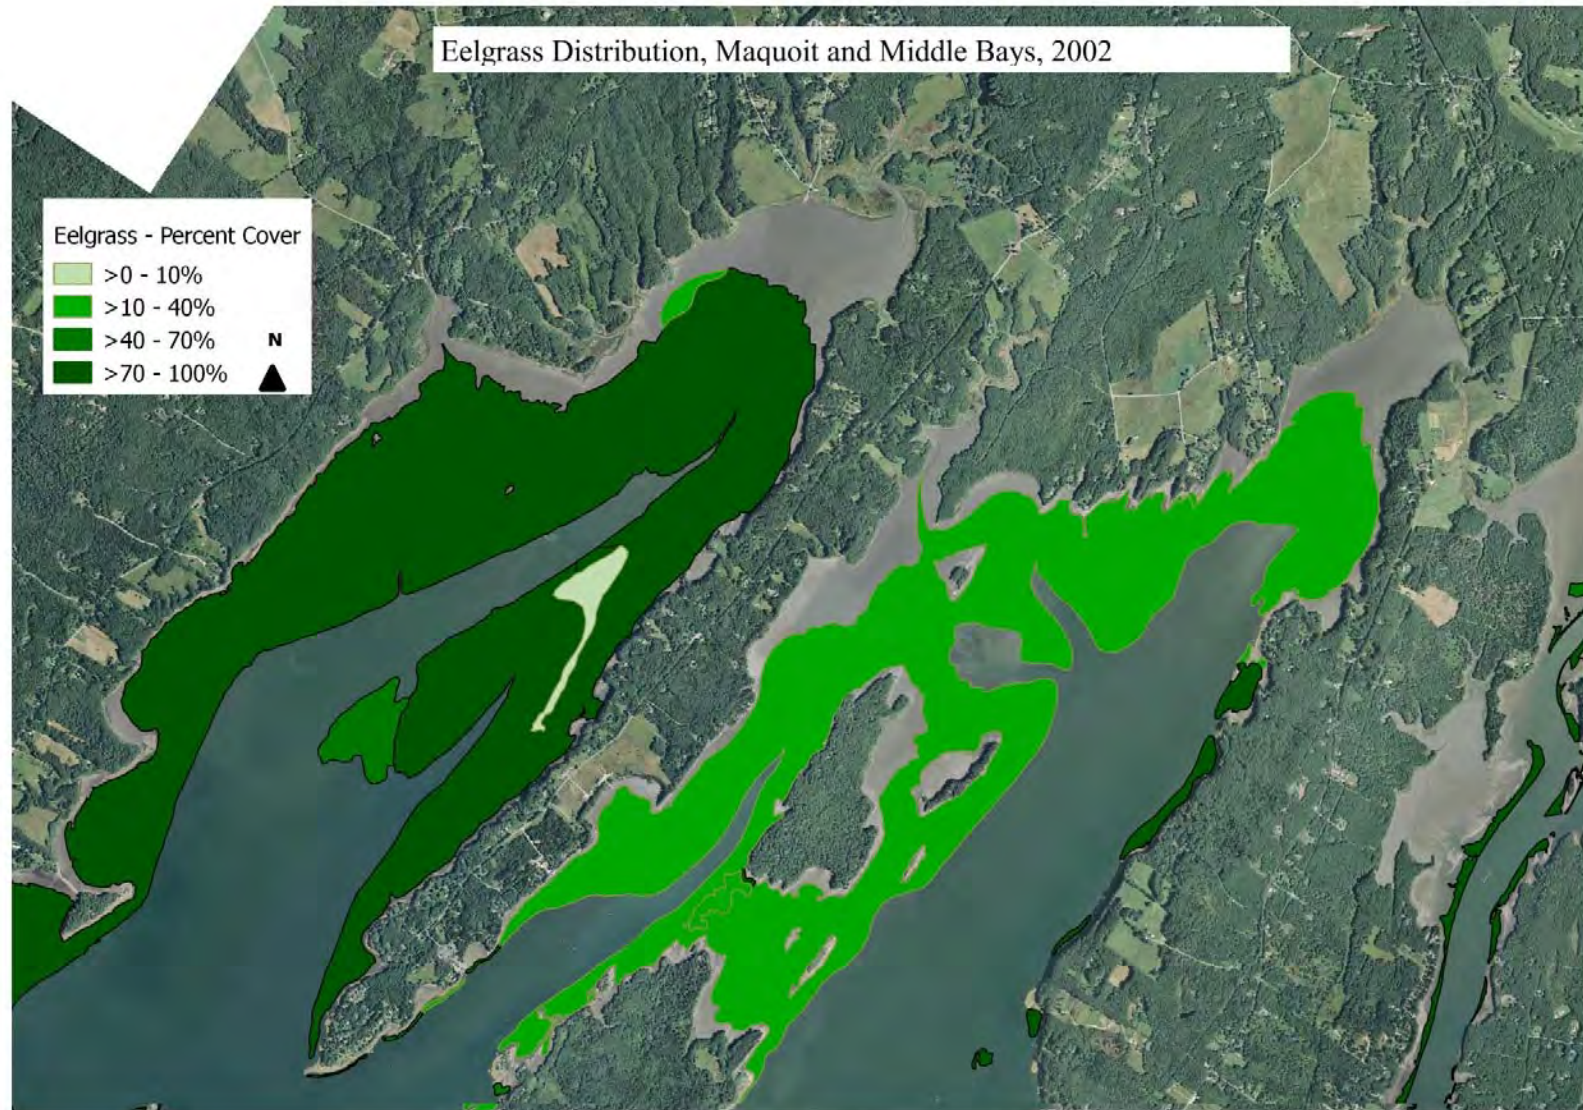 Eelgrass Distribution, Maquoit and Middle Bays, 2002
Eelgrass - Percent Cover
>0 - 10%
>10 - 40%
>40 - 70%
>70 - 100%
N